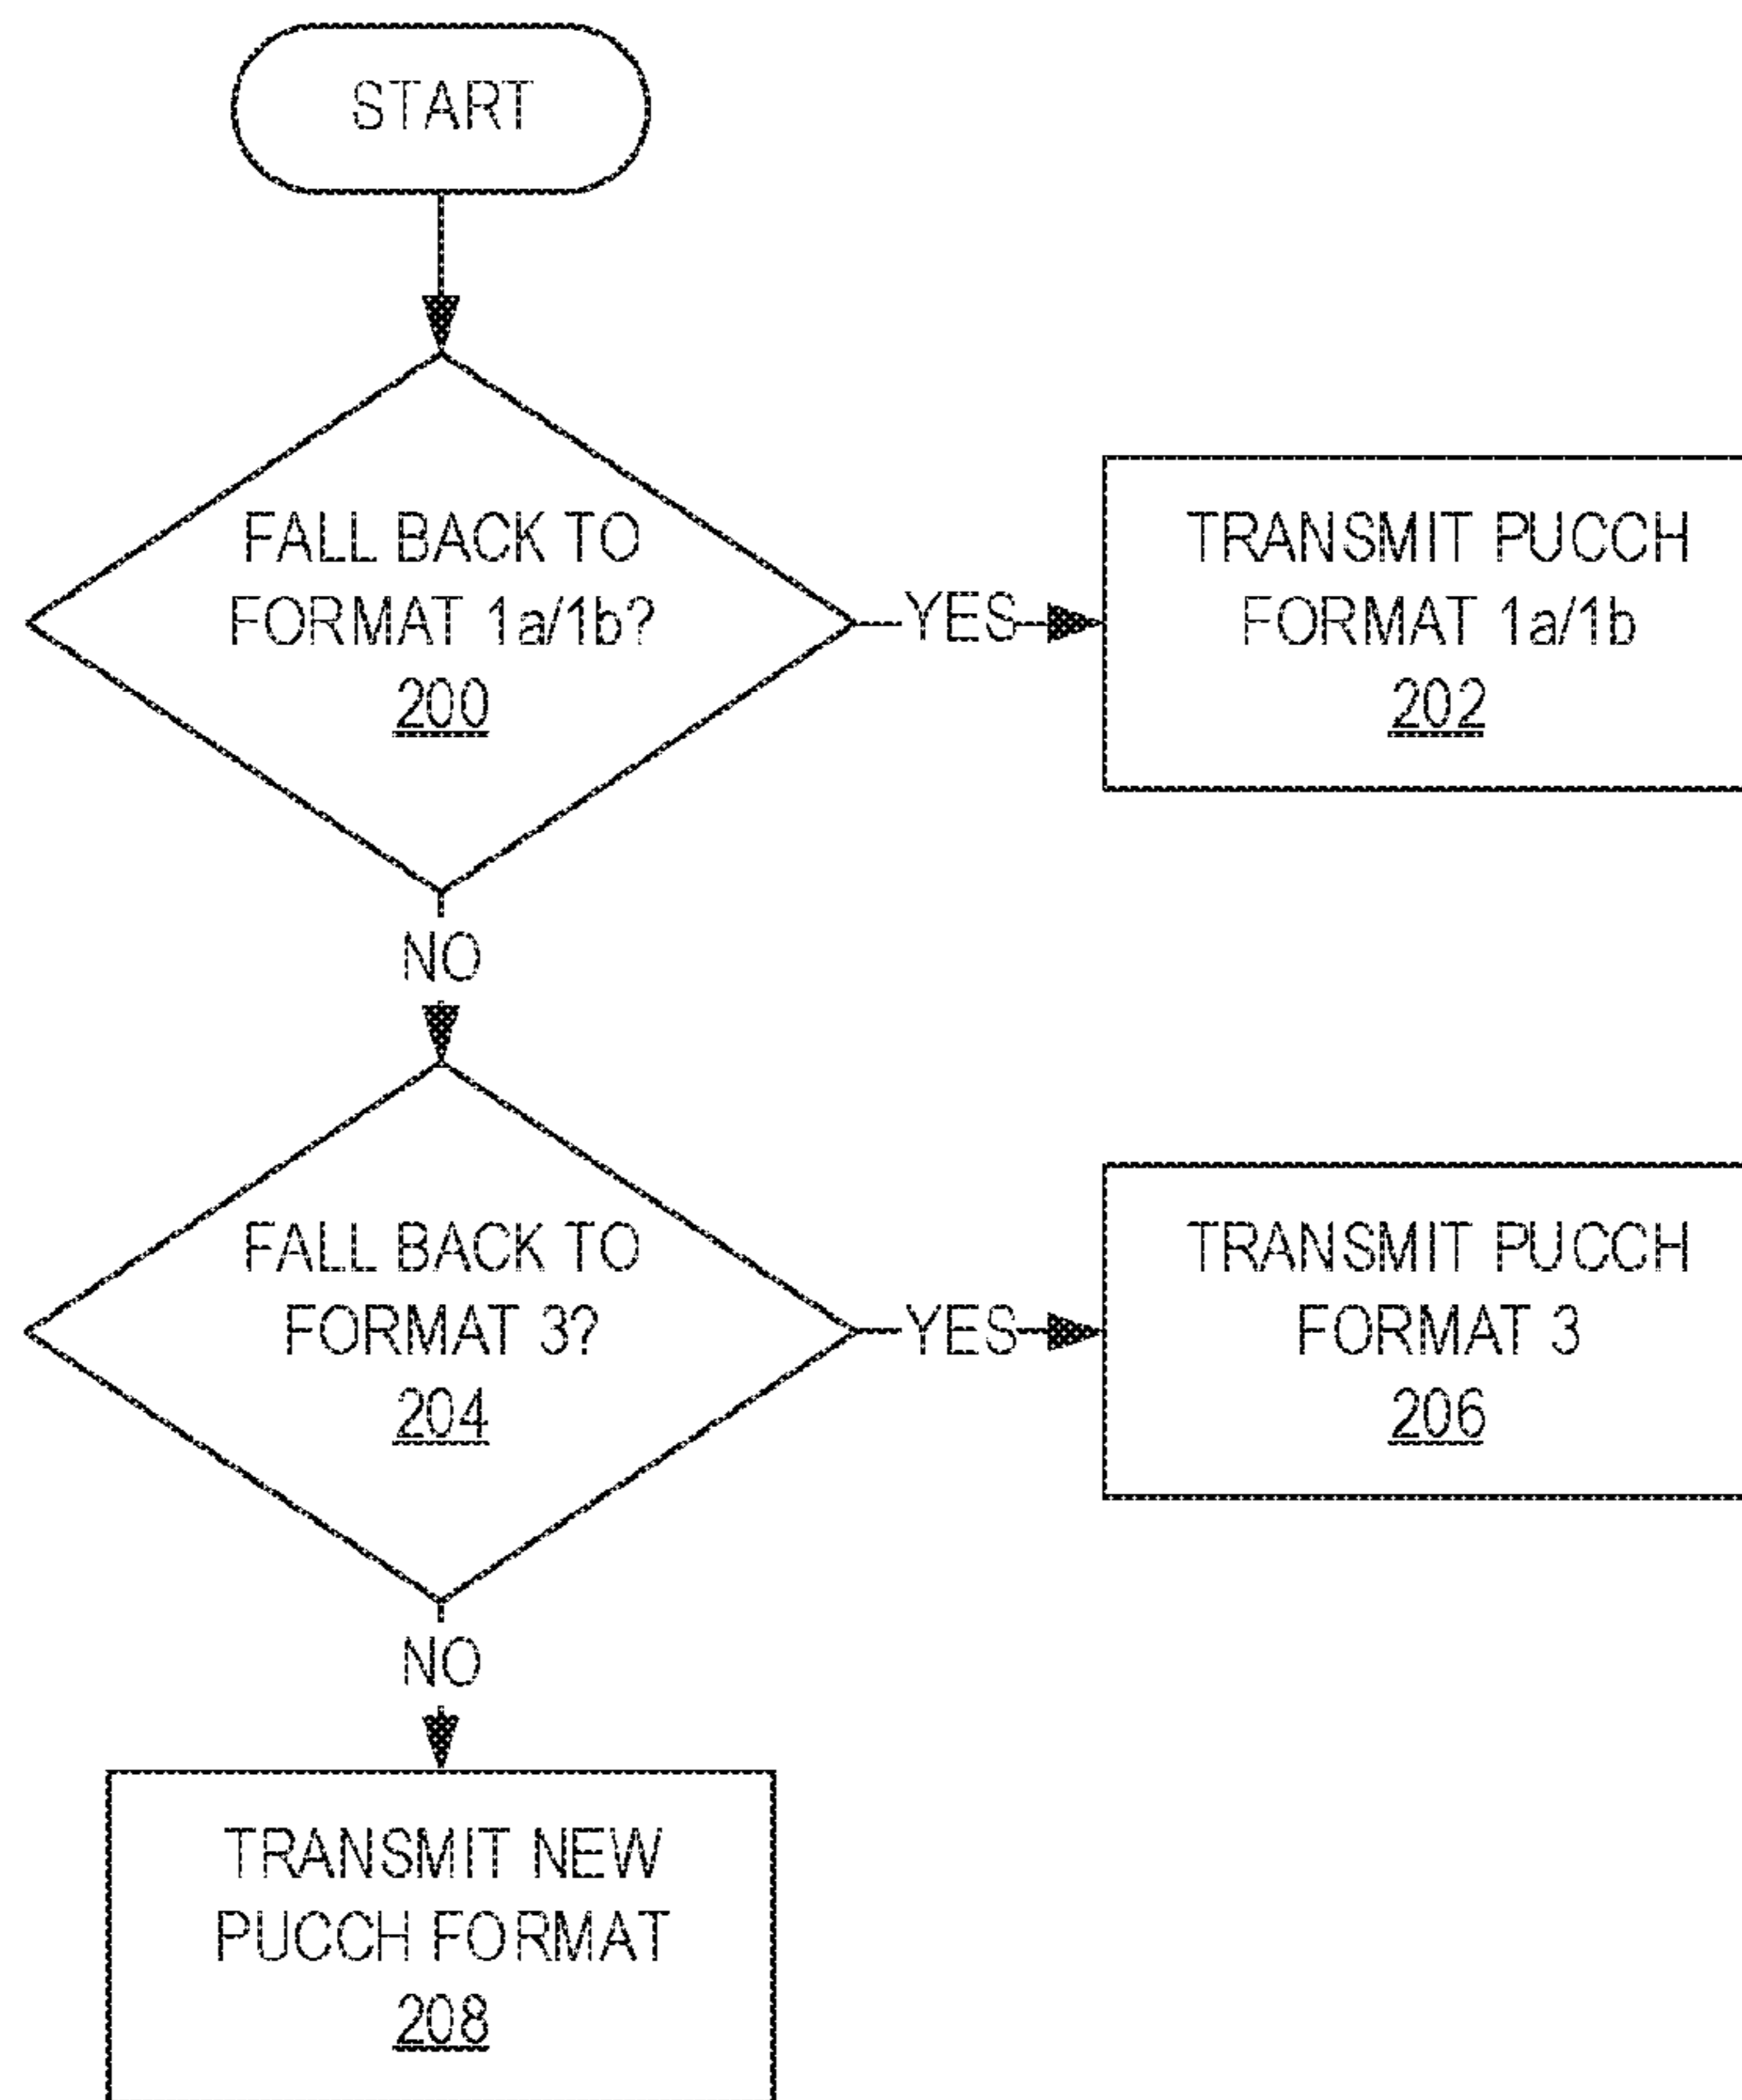 START
FALL BACK TO
FORMAT 1a/1b?
200
YES
TRANSMIT PUCCH
FORMAT 1a/1b
202
NO
FALL BACK TO
FORMAT 3?
204
YES
TRANSMIT PUCCH
FORMAT 3
206
NO
TRANSMIT NEW
PUCCH FORMAT
208